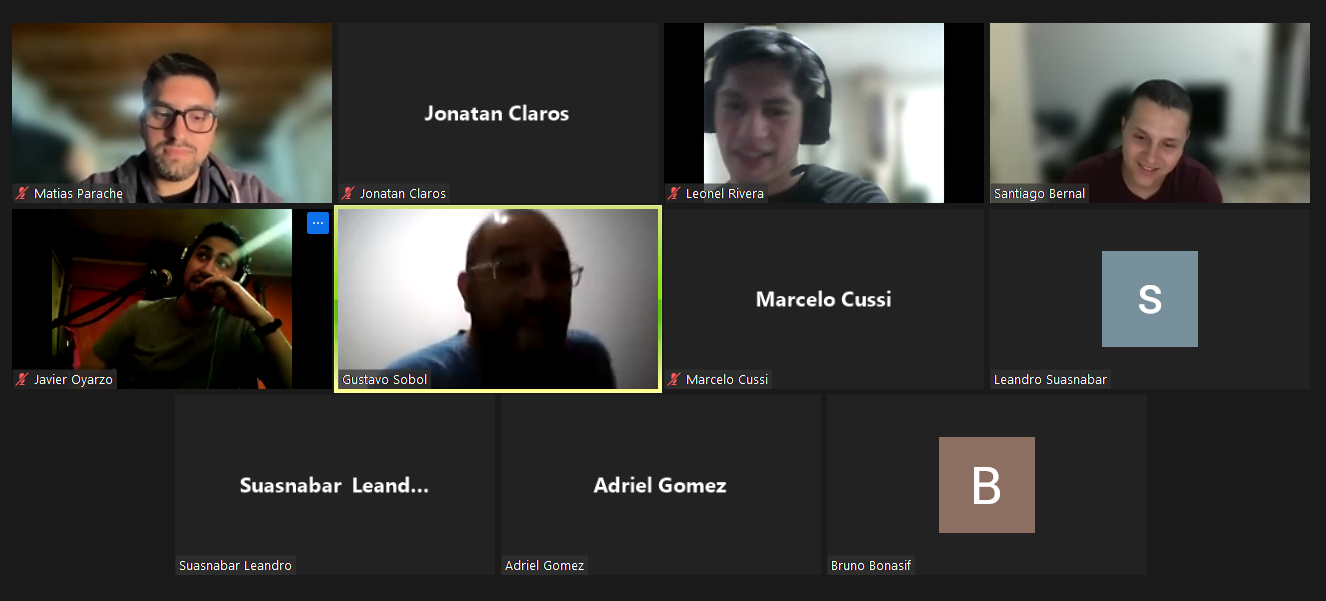 Matias Parache
Jonatan Claros
Jonatan Claros
Leonel Rivera
Santiago Bernal
Javier Oyarzo
Gustavo Sobol
Marcelo Cussi
Marcelo Cussi
S
Leandro Suasnabar
Suasnabar Leand...
Suasnabar Leandro
Adriel Gomez
Adriel Gomez
B
Bruno Bonasif